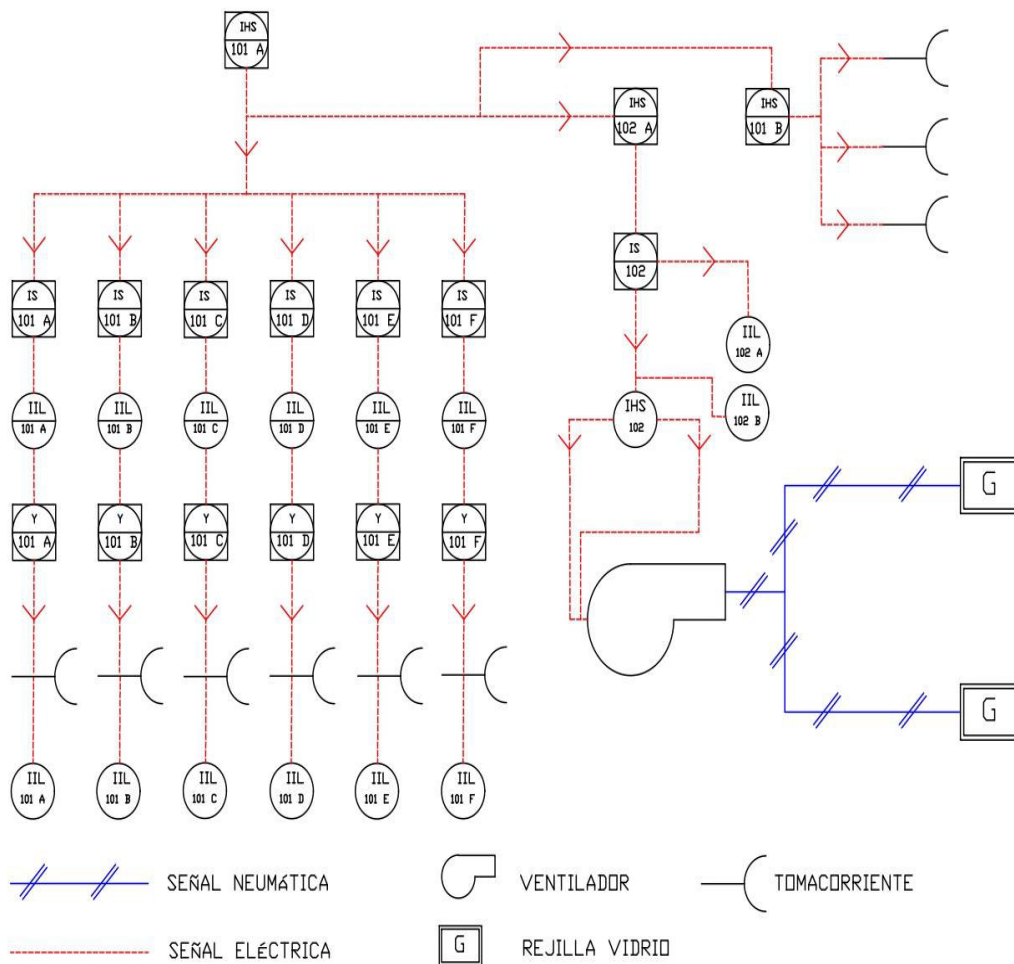 IHS
101 A
IHS
102 A
IHS
101 B
IS
102
IS
101 A
IS
101 B
IS
101 C
IS
101 D
IS
101 E
IS
101 F
IIL
102 A
IIL
101 A
IIL
101 B
IIL
101 C
IIL
101 D
IIL
101 E
IIL
101 F
IHS
102
IIL
102 B
G
Y
101 A
Y
101 B
Y
101 C
Y
101 D
Y
101 E
Y
101 F
G
IIL
101 A
IIL
101 B
IIL
101 C
IIL
101 D
IIL
101 E
IIL
101 F
SEÑAL NEUMáTICA
VENTILADOR
TOMACORRIENTE
SEÑAL ELéCTRICA
G
REJILLA VIDRIO